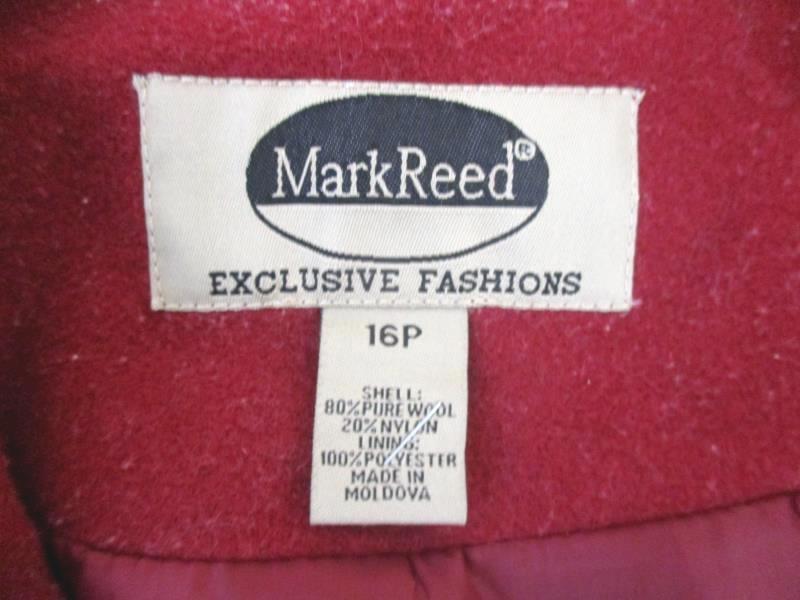 MarkReed®
EXCLUSIVE FASHIONS
16P
SHELL:
80%PURE WOOL
20%NYLON
LINING:
100%POLYESTER
MADE IN
MOLDOVA